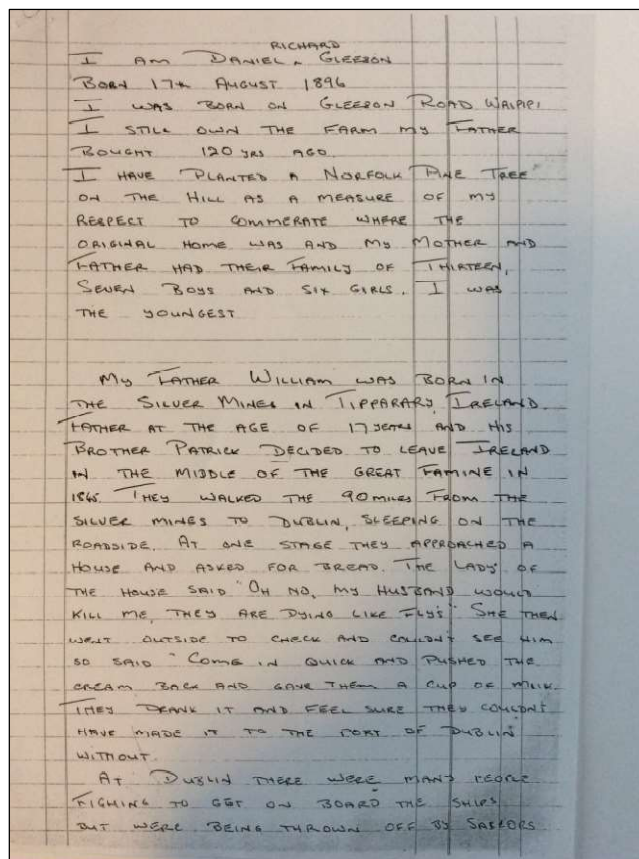 RICHARD
I AM DANIEL ^ GLEESON
BORN 17th AUGUST 1896
I WAS BORN ON GLEESON ROAD WAIPIPI
I STILL OWN THE FARM MY FATHER
BOUGHT 120 YRS AGO.
I HAVE PLANTED A NORFOLK PINE TREE
ON THE HILL AS A MEASURE OF MY
RESPECT TO COMMERATE WHERE THE
ORIGINAL HOME WAS AND MY MOTHER AND
FATHER HAD THEIR FAMILY OF THIRTEEN,
SEVEN BOYS AND SIX GIRLS. I WAS
THE YOUNGEST
MY FATHER WILLIAM WAS BORN IN
THE SILVER MINES IN TIPPARARY, IRELAND.
FATHER AT THE AGE OF 17 YEARS AND HIS
BROTHER PATRICK DECIDED TO LEAVE IRELAND
IN THE MIDDLE OF THE GREAT FAMINE IN
THEY WALKED THE 90 MILES FROM THE
SILVER MINES TO DUBLIN, SLEEPING ON THE
ROADSIDE. AT ONE STAGE THEY APPROACHED A
HOUSE AND ASKED FOR BREAD. THE LADY OF
THE HOUSE SAID "OH NO, MY HUSBAND WOULD
KILL ME, THEY ARE DYING LIKE FLY'S" SHE THEN
WENT OUTSIDE TO CHECK AND COULDN'T SEE HIM
SO SAID "COME IN QUICK AND PUSHED THE
CREAM BACK AND GAVE THEM A CUP OF MILK.
THEY DRANK IT AND FEEL SURE THEY COULDN'T
HAVE MADE IT TO THE PORT OF DUBLIN
WITHOUT.
AT DUBLIN THERE WERE MANY PEOPLE
FIGHING TO GET ON BOARD THE SHIPS
BUT WERE BEING THROWN OFF BY SAILORS